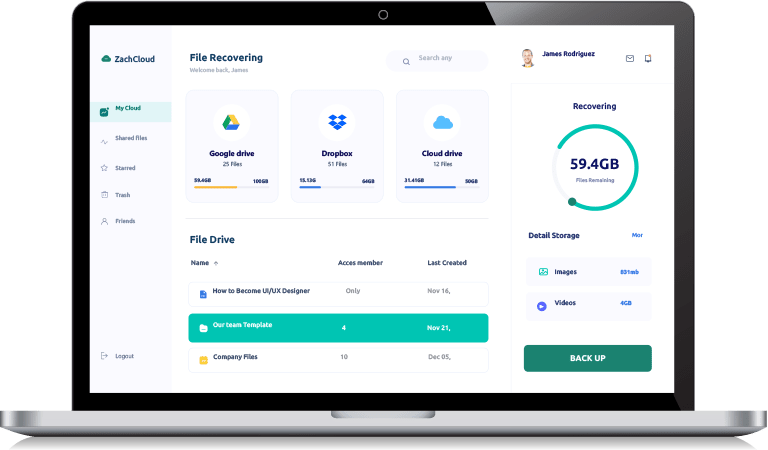 ZachCloud
My Cloud
Shared files
Starred
Trash
Friends
Logout
File Recovering
Welcome back, James
Search any
Google drive
25 Files
59.4GB 100GB
Dropbox
51 Files
15.13G 64GB
Cloud drive
12 Files
31.41GB 50GB
File Drive
Name Acces member Last Created
How to Become UI/UX Designer Only Nov 16,
Our team Template 4 Nov 21,
Company Files 10 Dec 05,
James Rodriguez
Recovering
59.4GB
Files Remaining
Detail Storage Mor
Images 831mb
Videos 4GB
BACK UP